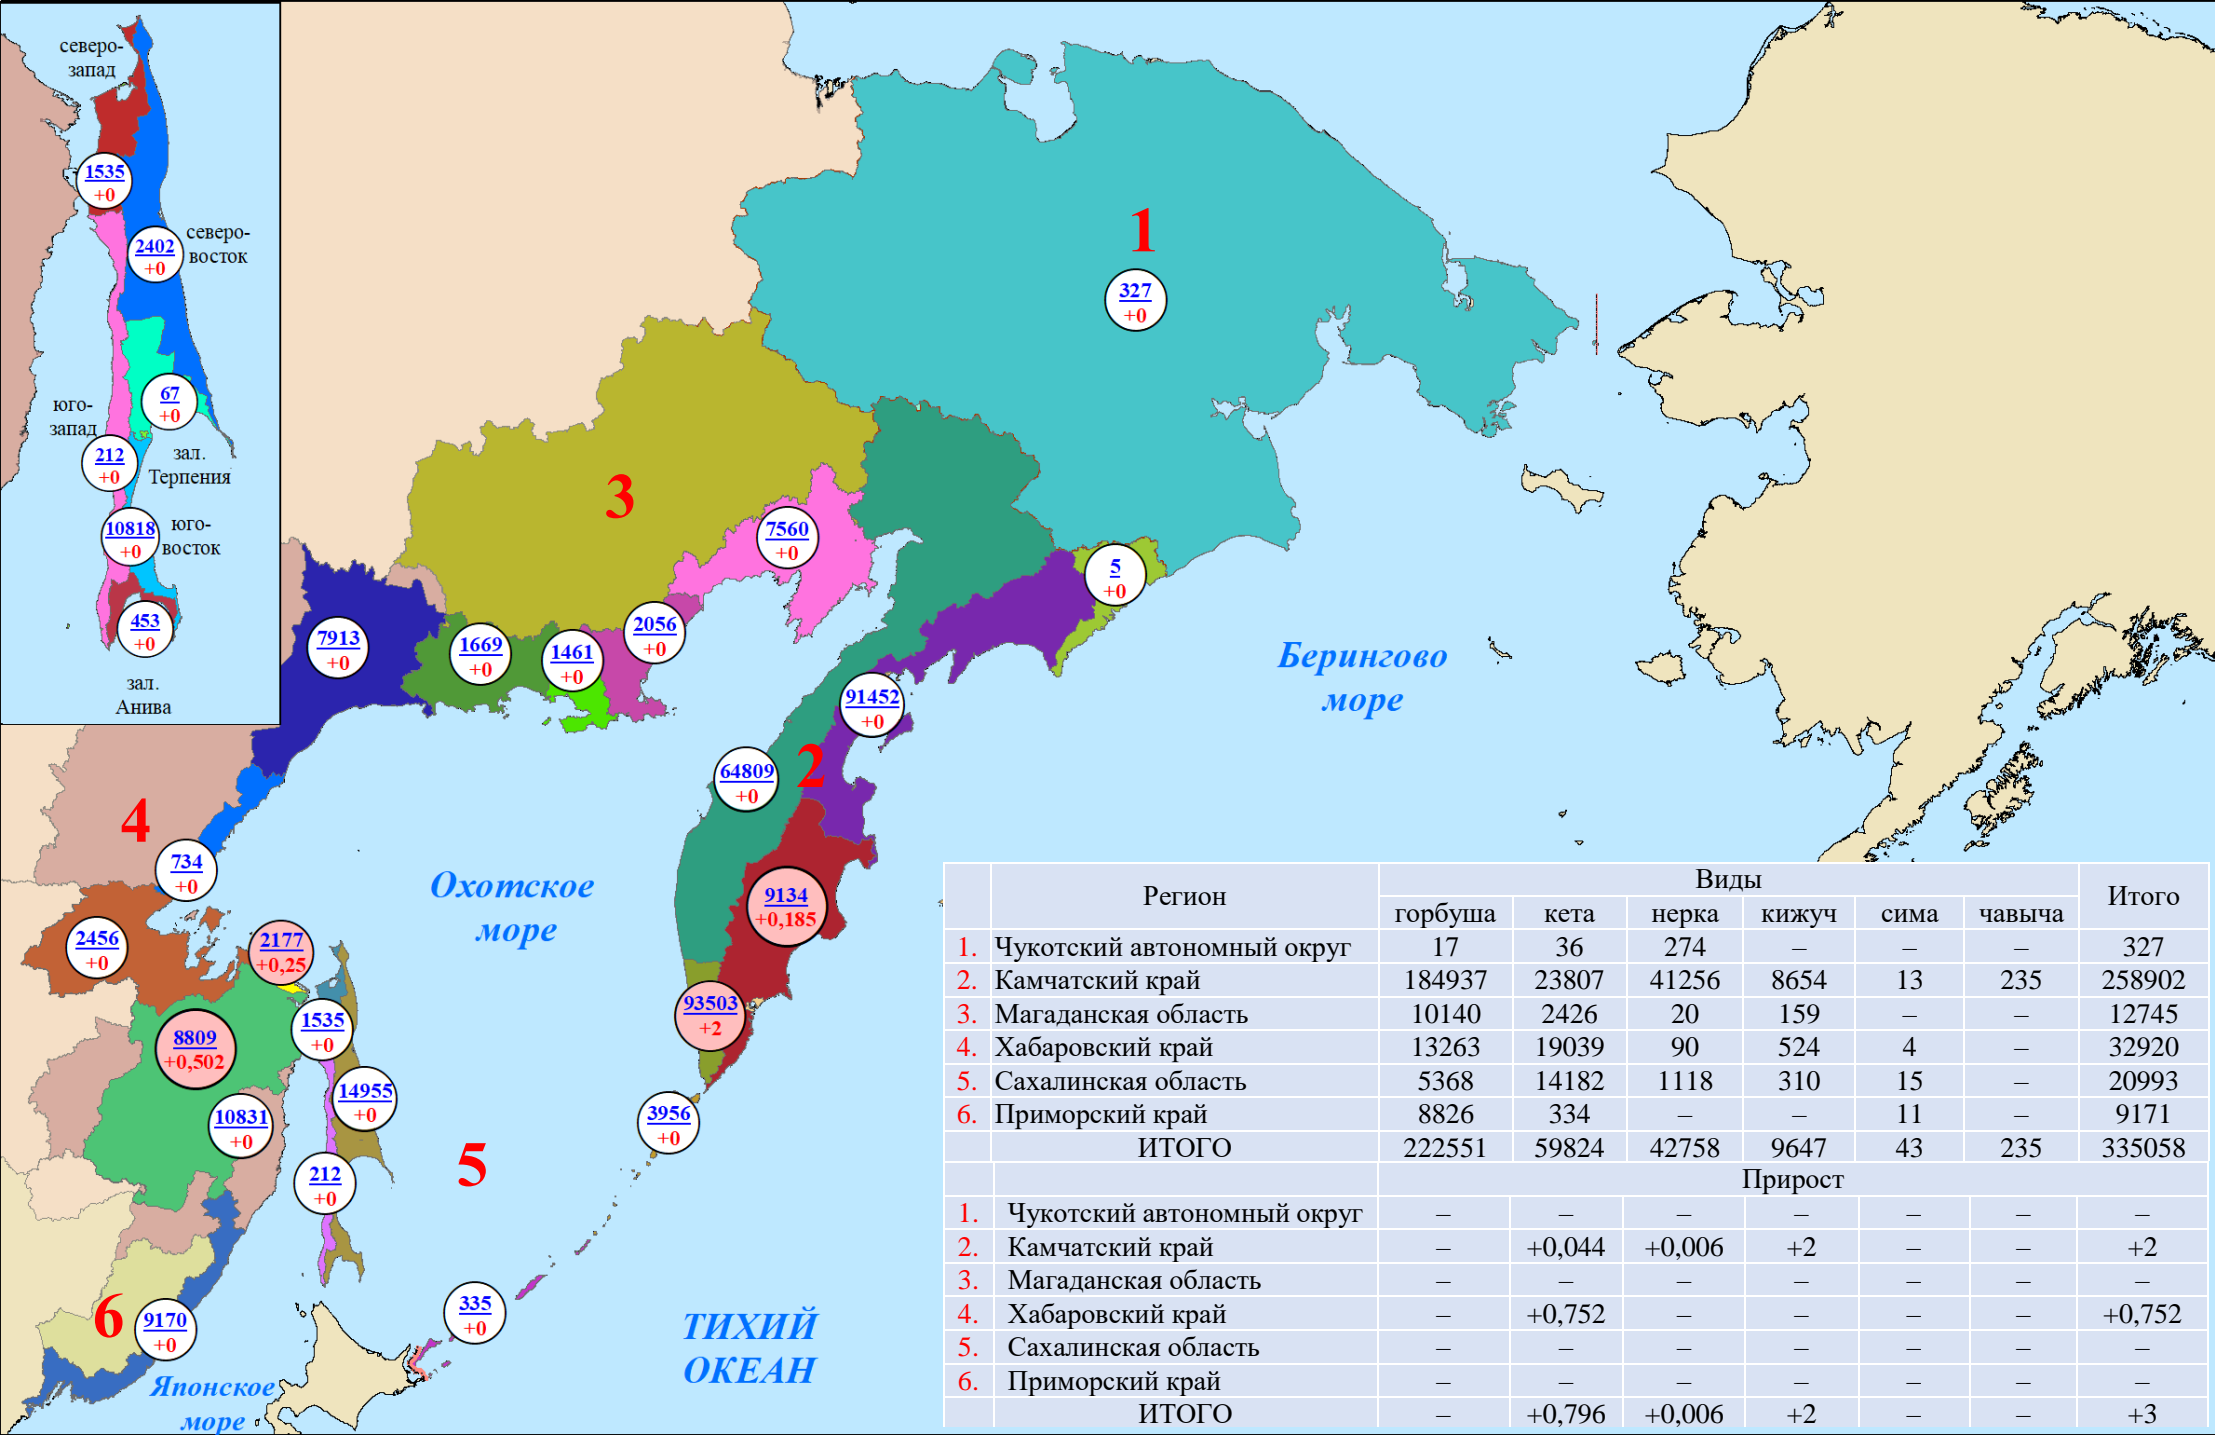 северо-
запад
1535
+0
северо-
восток
2402
+0
67
+0
юго-
запад
зал.
Терпения
212
+0
юго-
восток
10818
+0
453
+0
зал.
Анива
1
327
+0
3
7560
+0
5
+0
7913
+0
1669
+0
1461
+0
2056
+0
Берингово
море
91452
+0
2
64809
+0
4
734
+0
Охотское
море
9134
+0,185
2456
+0
2177
+0,25
93503
+2
8809
+0,502
1535
+0
14955
+0
10831
+0
3956
+0
5
212
+0
6
9170
+0
335
+0
ТИХИЙ
ОКЕАН
Японское
море
Регион Виды Итого
горбуша кета нерка кижуч сима чавыча
1. Чукотский автономный округ 17 36 274 – – – 327
2. Камчатский край 184937 23807 41256 8654 13 235 258902
3. Магаданская область 10140 2426 20 159 – – 12745
4. Хабаровский край 13263 19039 90 524 4 – 32920
5. Сахалинская область 5368 14182 1118 310 15 – 20993
6. Приморский край 8826 334 – – 11 – 9171
ИТОГО 222551 59824 42758 9647 43 235 335058
Прирост
1. Чукотский автономный округ – – – – – – –
2. Камчатский край – +0,044 +0,006 +2 – – +2
3. Магаданская область – – – – – – –
4. Хабаровский край – +0,752 – – – – +0,752
5. Сахалинская область – – – – – – –
6. Приморский край – – – – – – –
ИТОГО – +0,796 +0,006 +2 – – +3